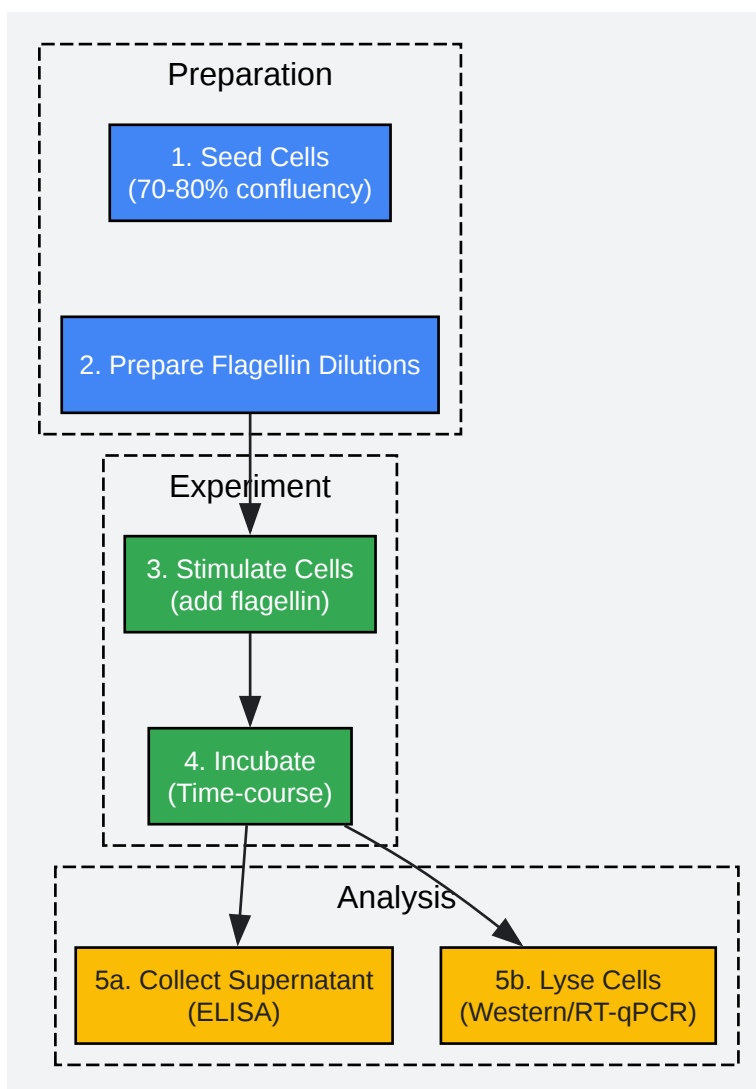 Preparation
1. Seed Cells
(70-80% confluency)
2. Prepare Flagellin Dilutions
Experiment
3. Stimulate Cells
(add flagellin)
4. Incubate
(Time-course)
Analysis
5a. Collect Supernatant
(ELISA)
5b. Lyse Cells
(Western/RT-qPCR)